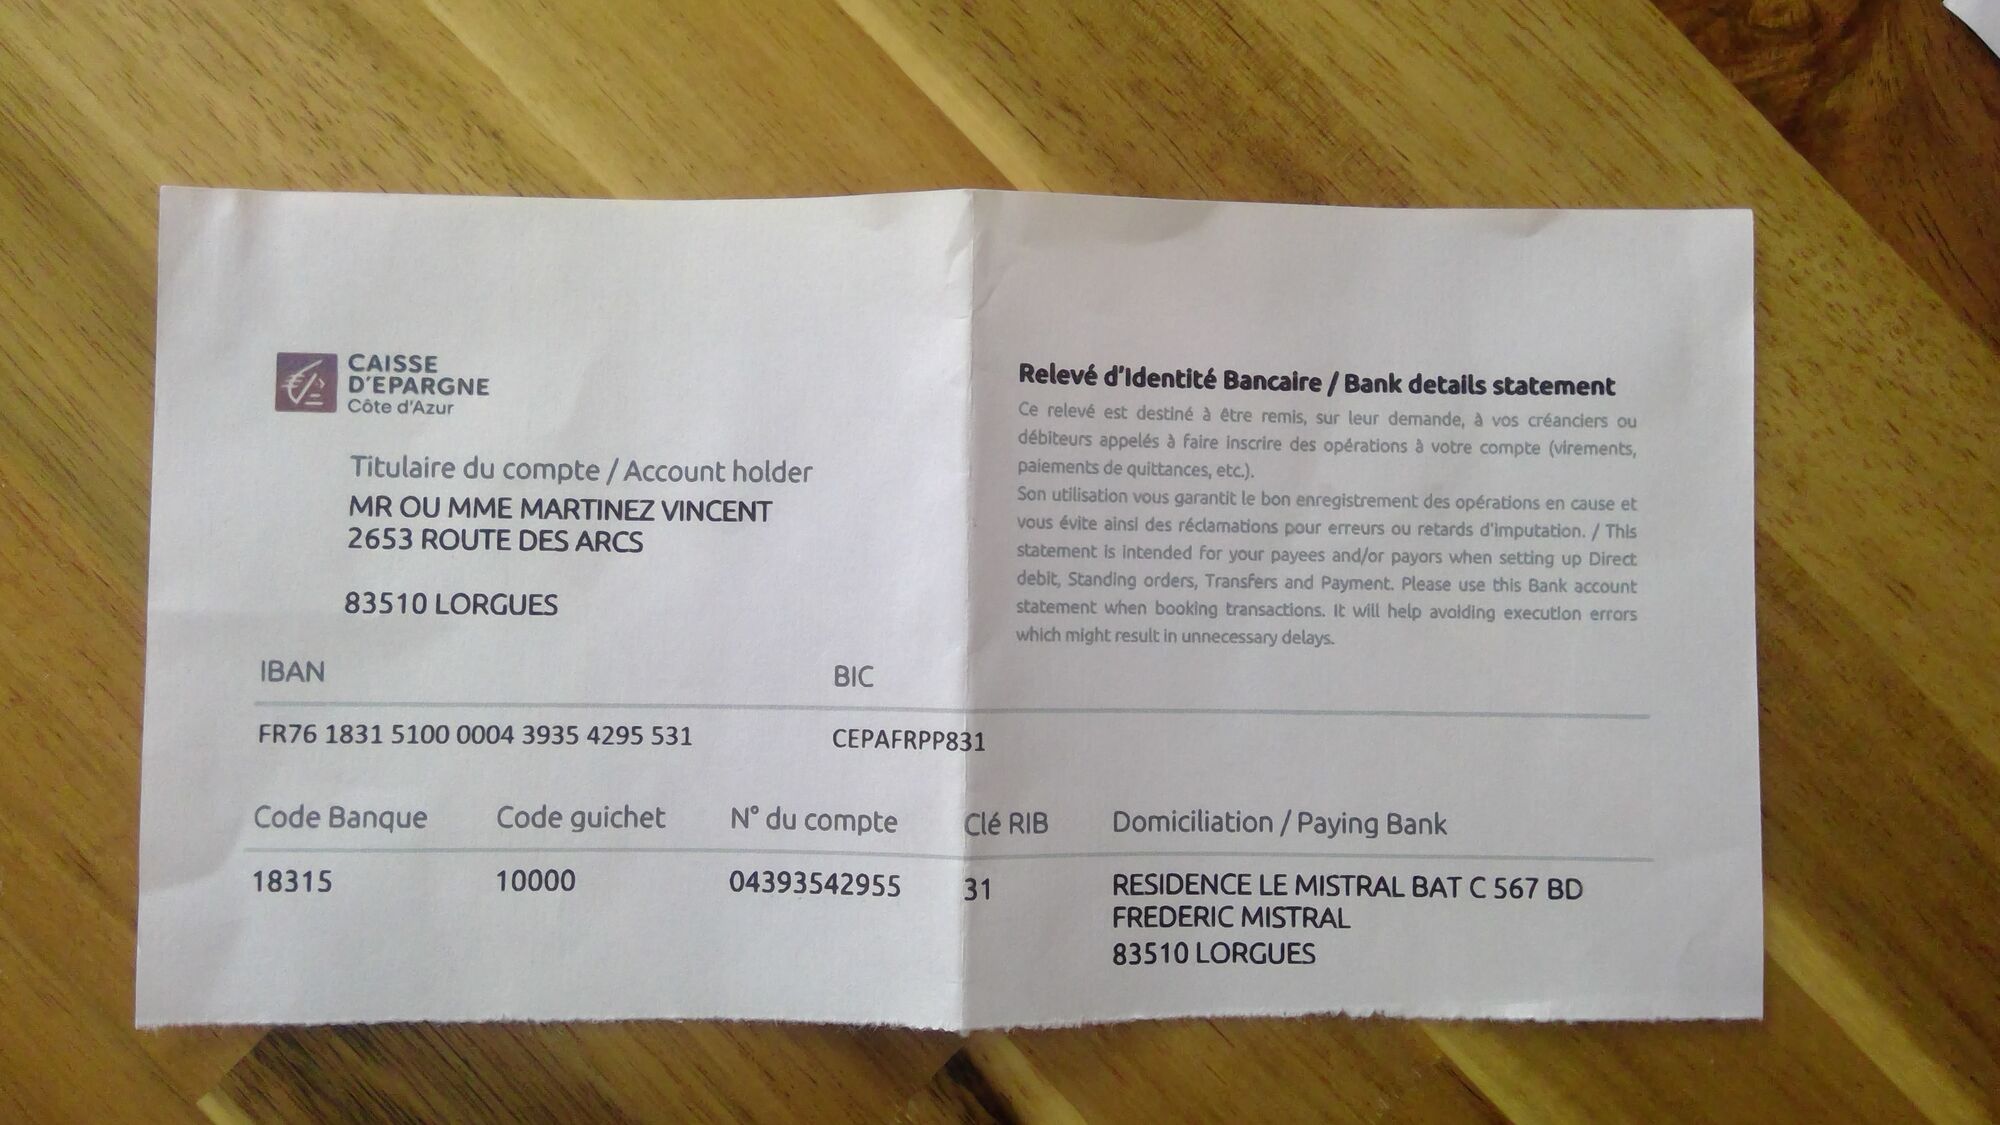 CAISSE
D'EPARGNE
Côte d'Azur
Titulaire du compte / Account holder
MR OU MME MARTINEZ VINCENT
2653 ROUTE DES ARCS
83510 LORGUES
Relevé d'Identité Bancaire / Bank details statement
Ce relevé est destiné à être remis, sur leur demande, à vos créanciers ou
débiteurs appelés à faire inscrire des opérations à votre compte (virements,
paiements de quittances, etc.).
Son utilisation vous garantit le bon enregistrement des opérations en cause et
vous évite ainsi des réclamations pour erreurs ou retards d'imputation. / This
statement is intended for your payees and/or payors when setting up Direct
debit, Standing orders, Transfers and Payment. Please use this Bank account
statement when booking transactions. It will help avoiding execution errors
which might result in unnecessary delays.
IBAN BIC
FR76 1831 5100 0004 3935 4295 531 CEPAFRPP831
Code Banque Code guichet N° du compte Clé RIB Domiciliation / Paying Bank
18315 10000 04393542955 31 RESIDENCE LE MISTRAL BAT C 567 BD
FREDERIC MISTRAL
83510 LORGUES